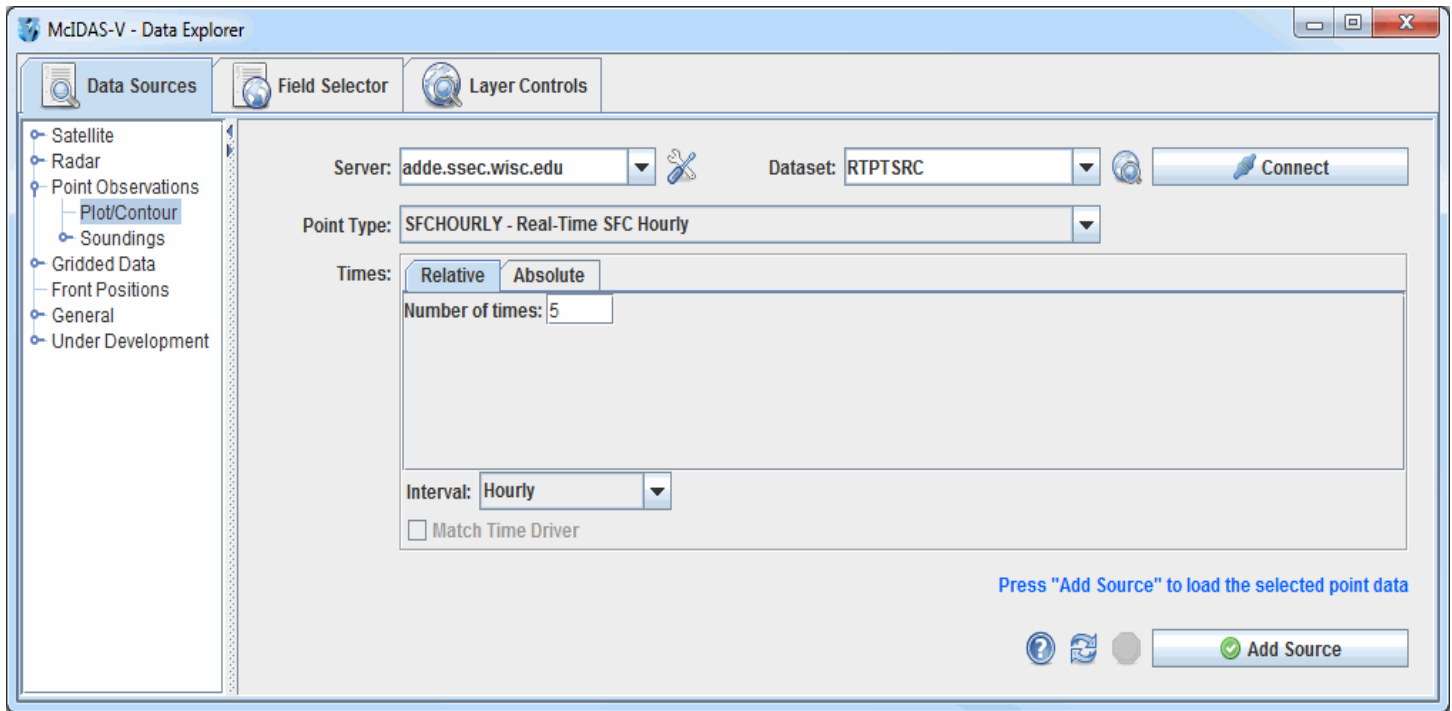 McIDAS-V - Data Explorer
Data Sources Field Selector Layer Controls
Satellite
Radar
Point Observations
Plot/Contour
Soundings
Gridded Data
Front Positions
General
Under Development
Server: adde.ssec.wisc.edu Dataset: RTPTSRC Connect
Point Type: SFCHOURLY - Real-Time SFC Hourly
Times: Relative Absolute
Number of times: 5
Interval: Hourly
Match Time Driver
Press "Add Source" to load the selected point data
? Add Source